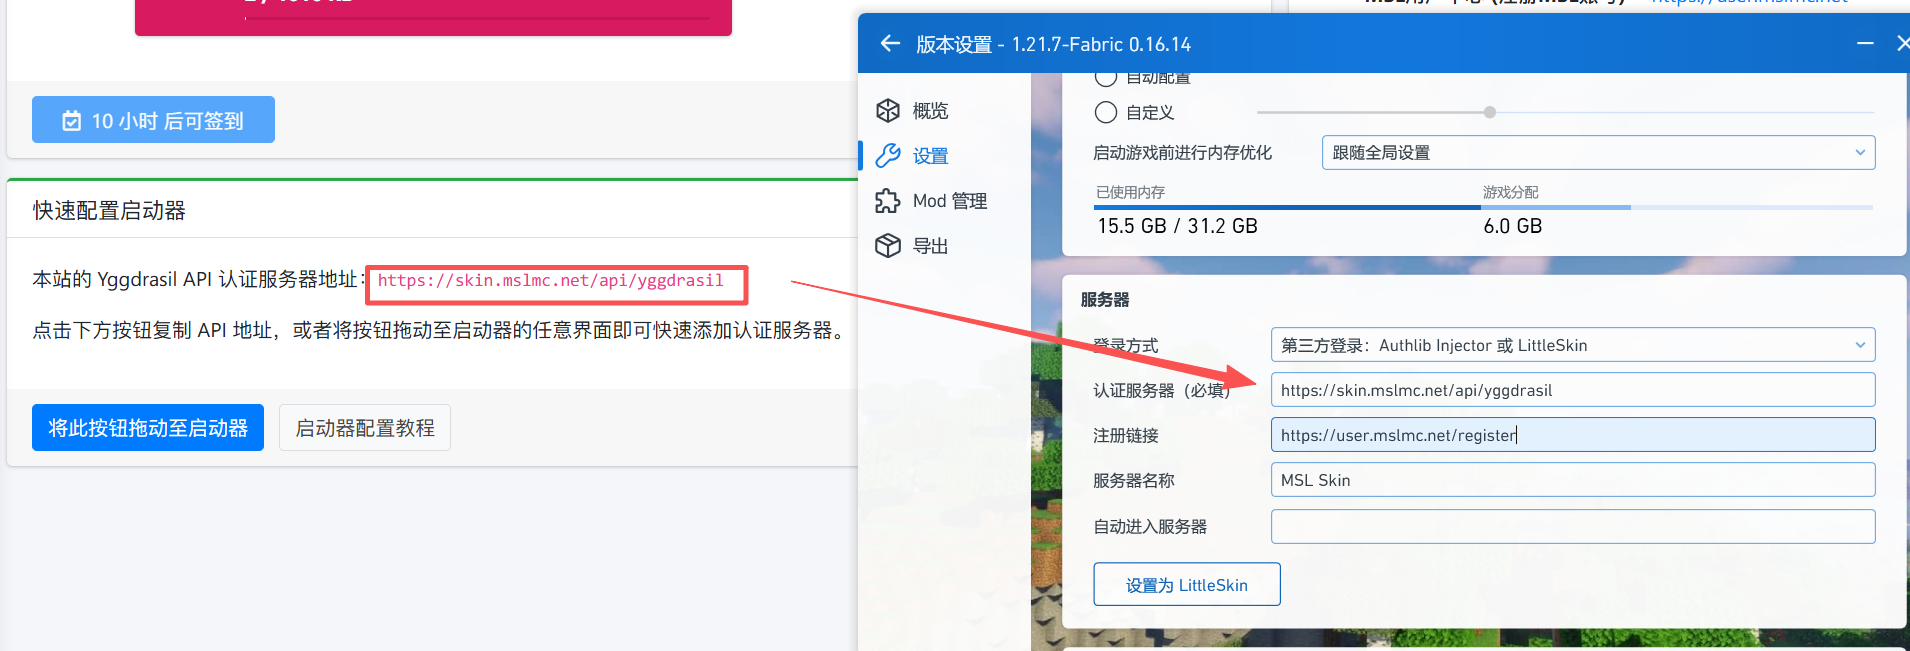 10 小时 后可签到
快速配置启动器
本站的 Yggdrasil API 认证服务器地址：
https://skin.mslmc.net/api/yggdrasil
点击下方按钮复制 API 地址，或者将按钮拖动至启动器的任意界面即可快速添加认证服务器。
将此按钮拖动至启动器
启动器配置教程
版本设置 - 1.21.7-Fabric 0.16.14
概览
设置
Mod 管理
导出
自动配置
自定义
启动游戏前进行内存优化
跟随全局设置
已使用内存
游戏分配
15.5 GB / 31.2 GB
6.0 GB
服务器
登录方式
第三方登录：Authlib Injector 或 LittleSkin
认证服务器（必填）
https://skin.mslmc.net/api/yggdrasil
注册链接
https://user.mslmc.net/register
服务器名称
MSL Skin
自动进入服务器
设置为 LittleSkin